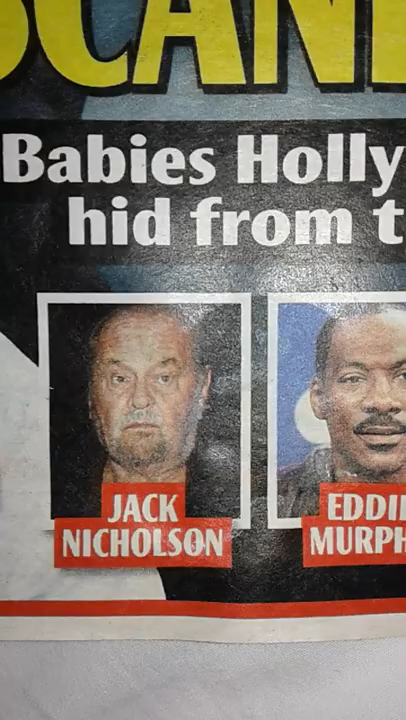 SCAN
Babies Holly
hid from t
JACK
NICHOLSON
EDDI
MURPH